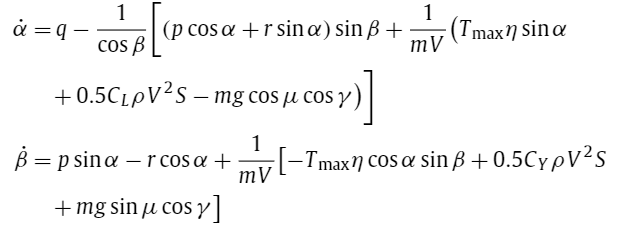 α̇ = q − 1/cos β [(p cos α + r sin α) sin β + 1/mV (T_max η sin α
+ 0.5C_L ρV²S − mg cos μ cos γ)]
β̇ = p sin α − r cos α + 1/mV [−T_max η cos α sin β + 0.5C_Y ρV²S
+ mg sin μ cos γ]